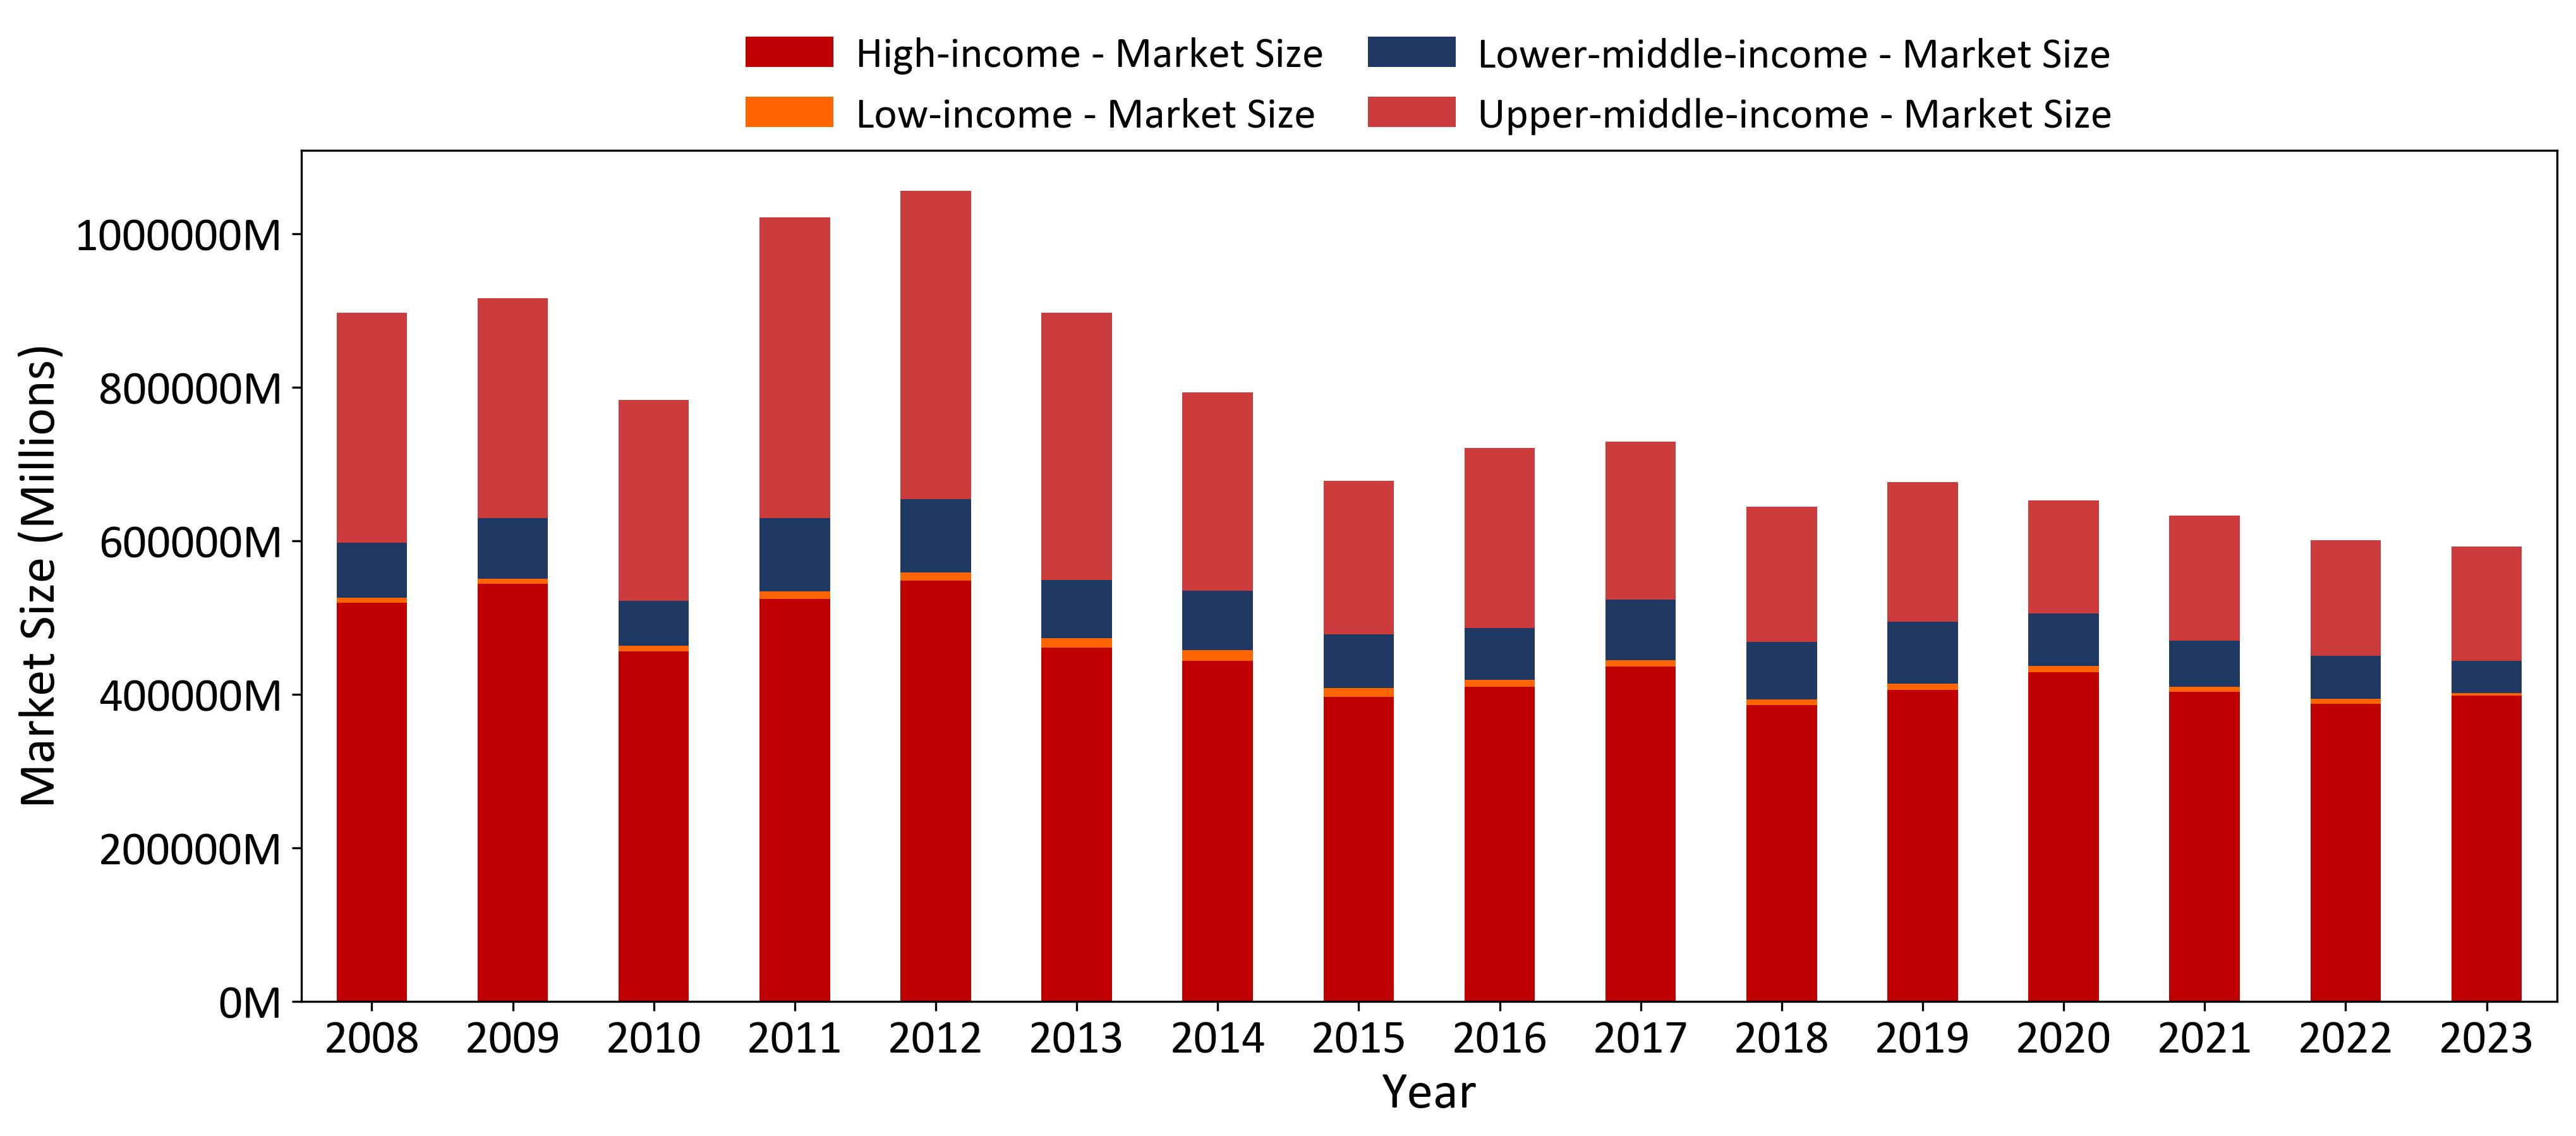 High-income - Market Size
Low-income - Market Size
Lower-middle-income - Market Size
Upper-middle-income - Market Size
Market Size (Millions)
1000000M
800000M
600000M
400000M
200000M
0M
2008 2009 2010 2011 2012 2013 2014 2015 2016 2017 2018 2019 2020 2021 2022 2023
Year